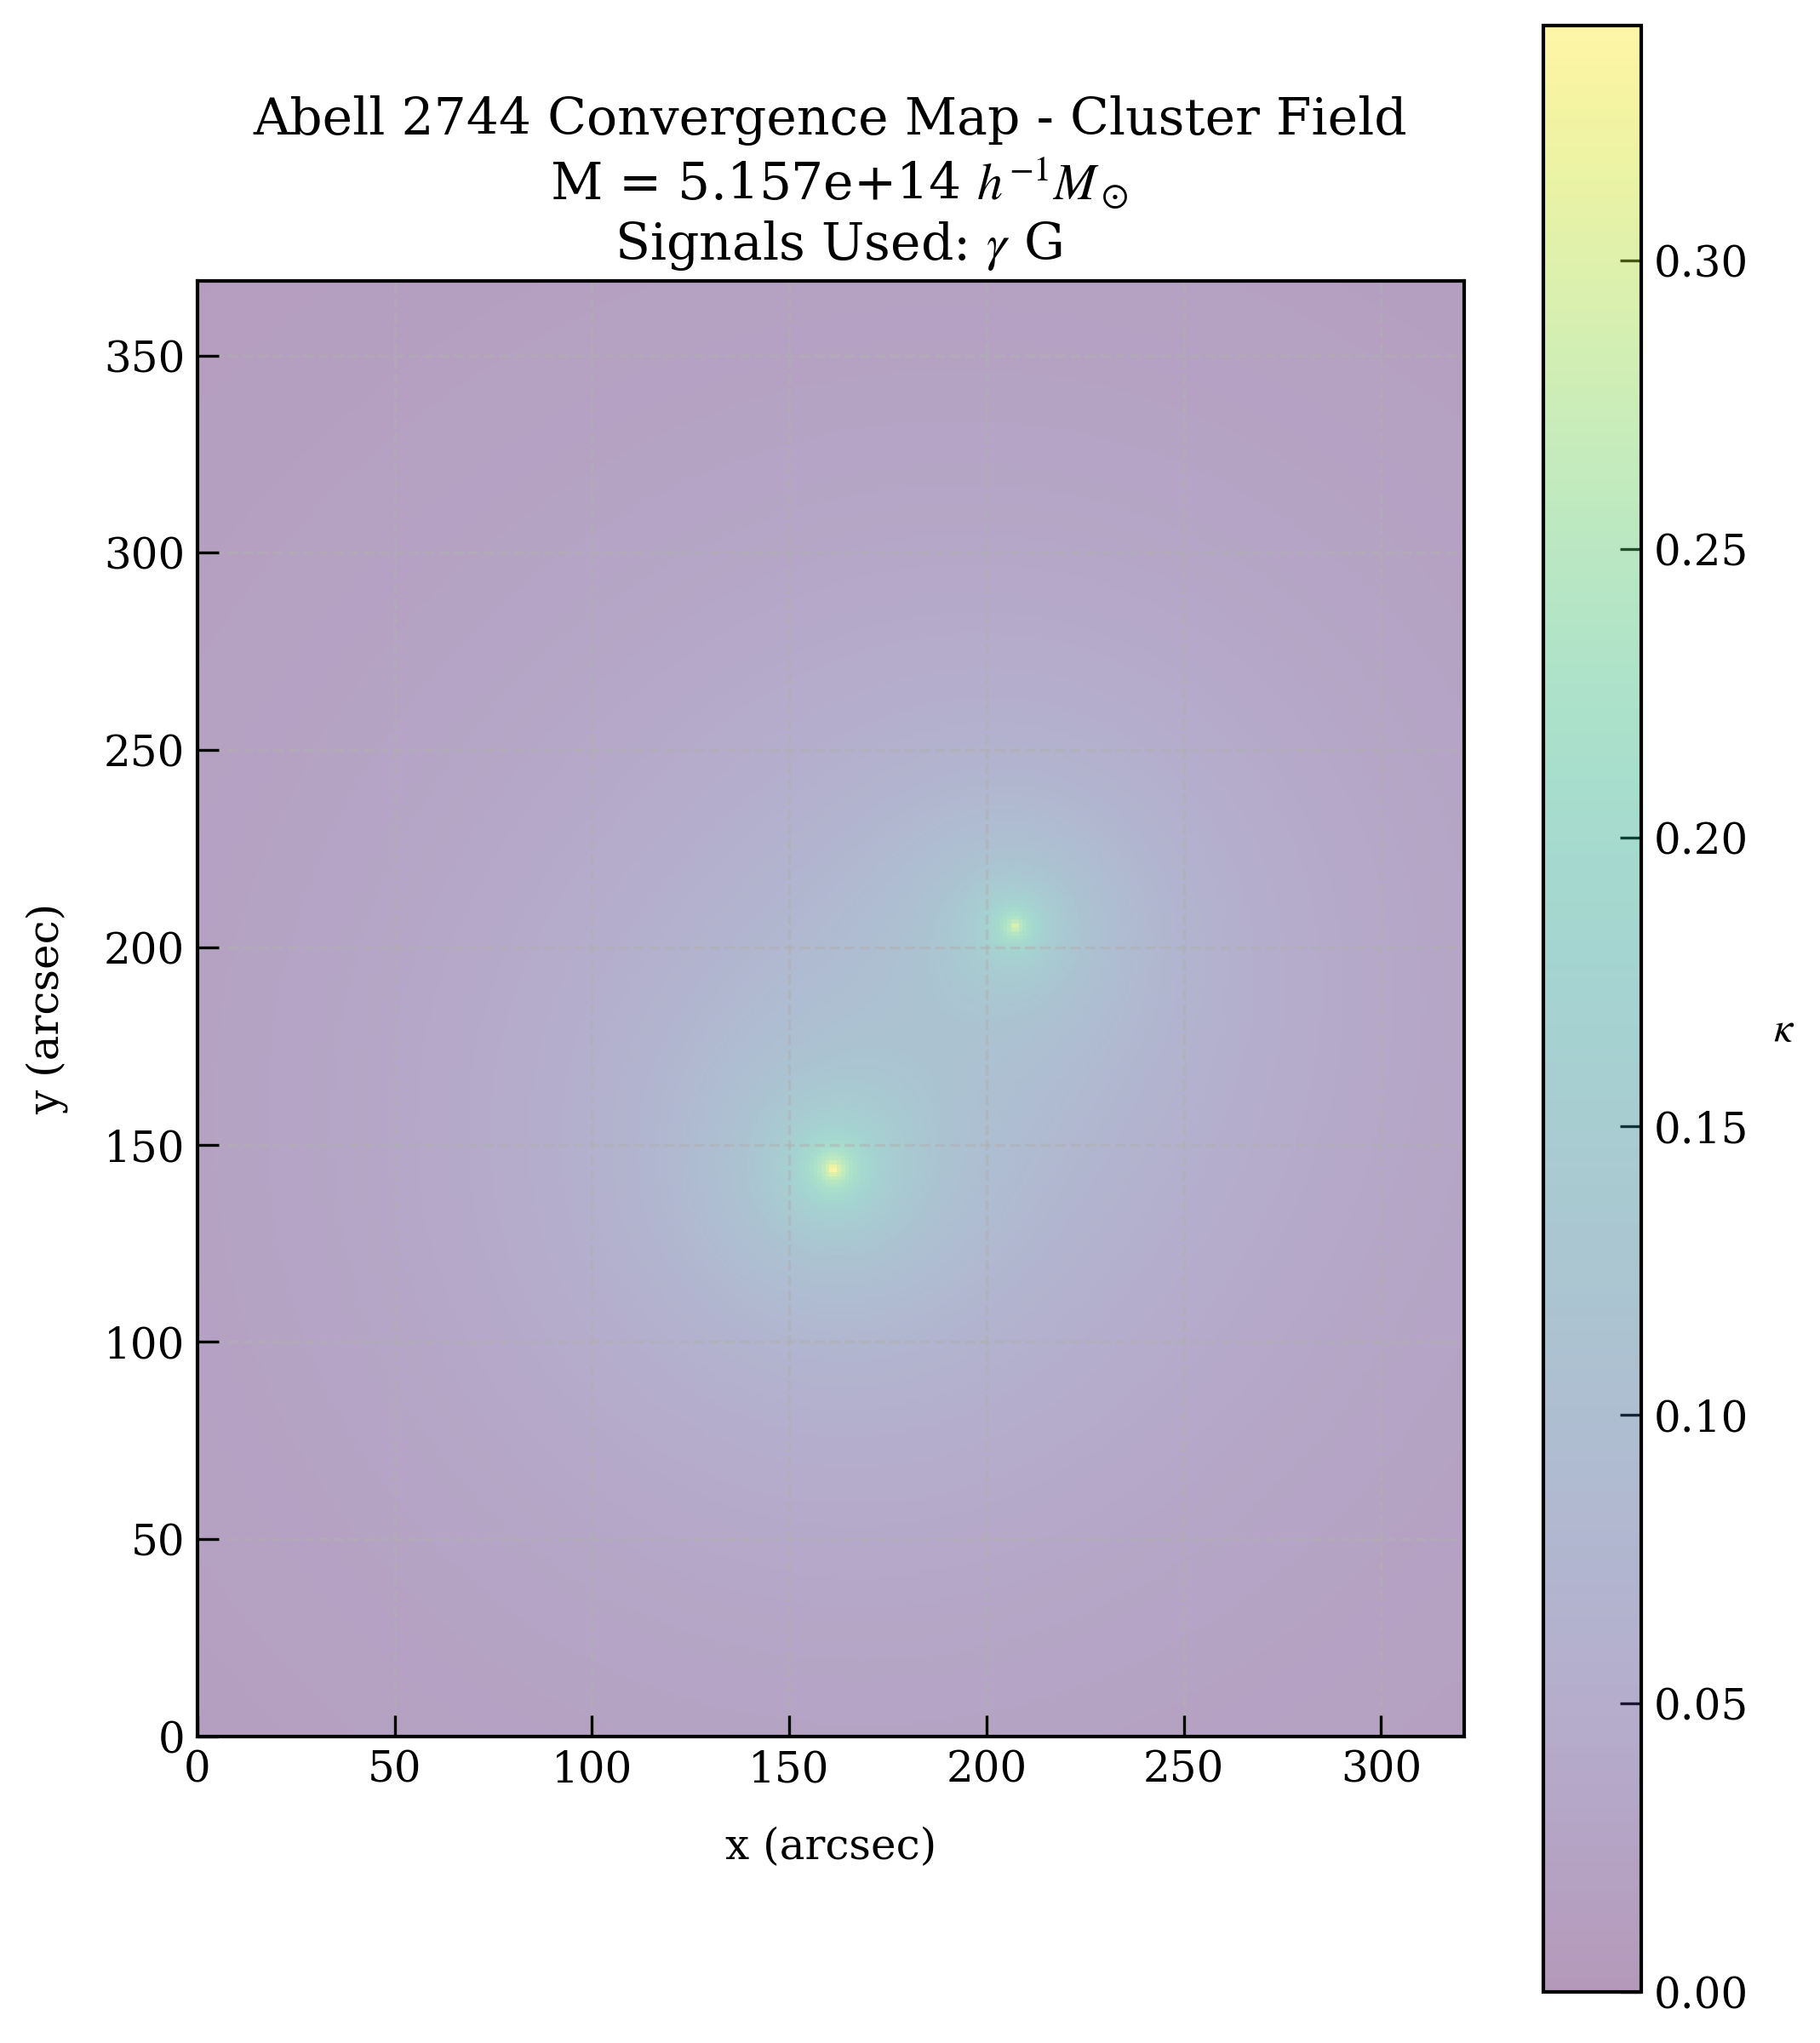 Abell 2744 Convergence Map - Cluster Field
M = 5.157e+14 h⁻¹M☉
Signals Used: γ G
350
300
250
200
150
100
50
0
y (arcsec)
0 50 100 150 200 250 300
x (arcsec)
0.30
0.25
0.20
0.15
0.10
0.05
0.00
κ